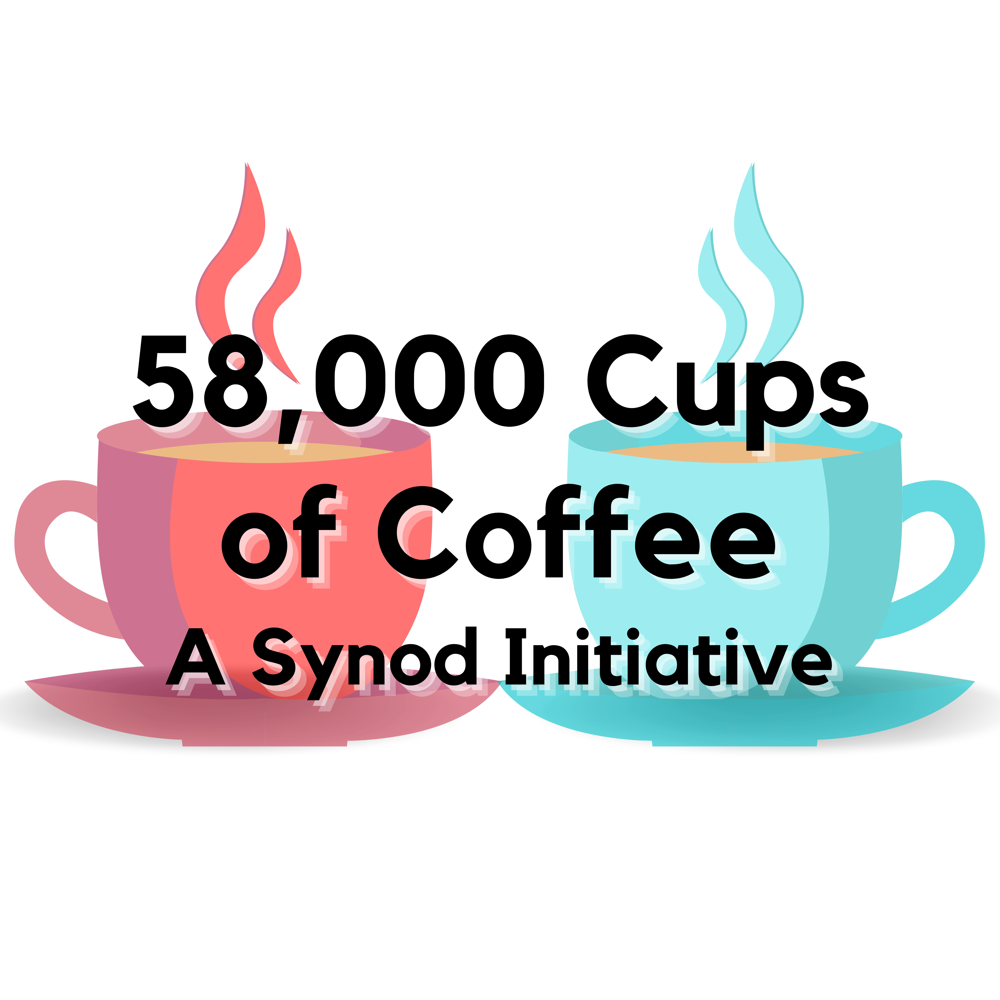 58,000 Cups
of Coffee
A Synod Initiative